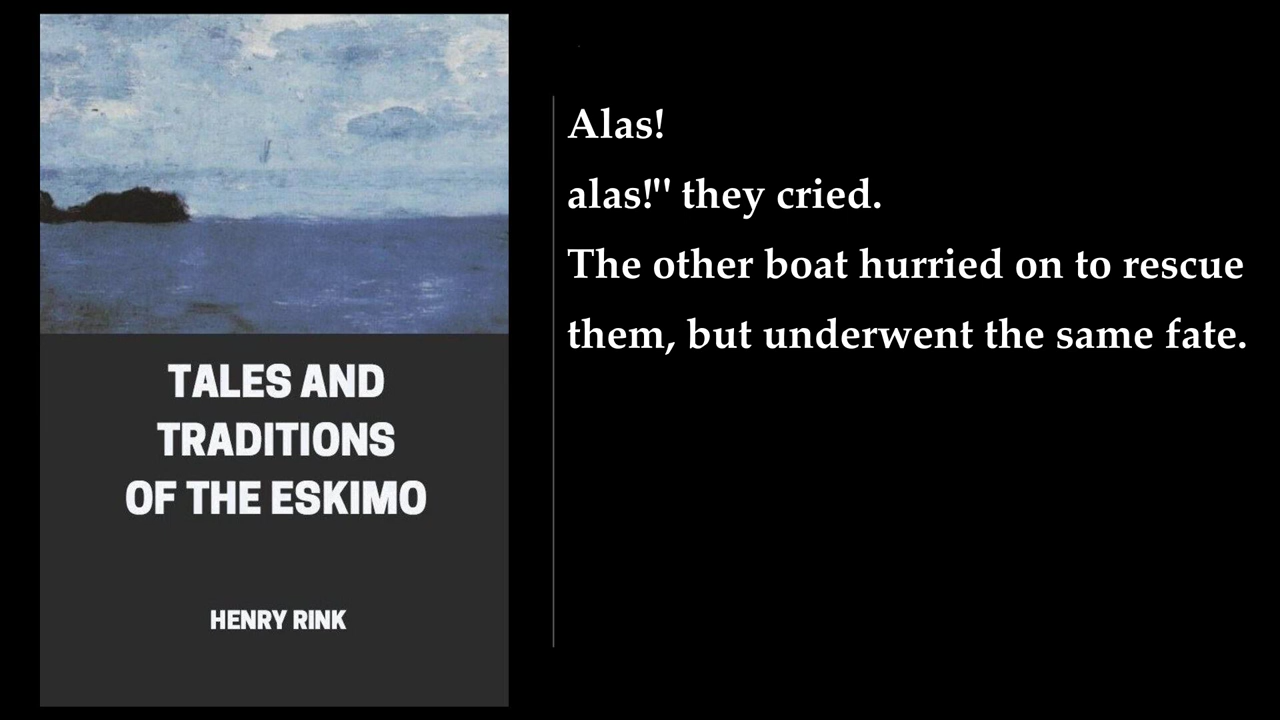 TALES AND
TRADITIONS
OF THE ESKIMO
HENRY RINK
Alas!
alas!" they cried.
The other boat hurried on to rescue
them, but underwent the same fate.